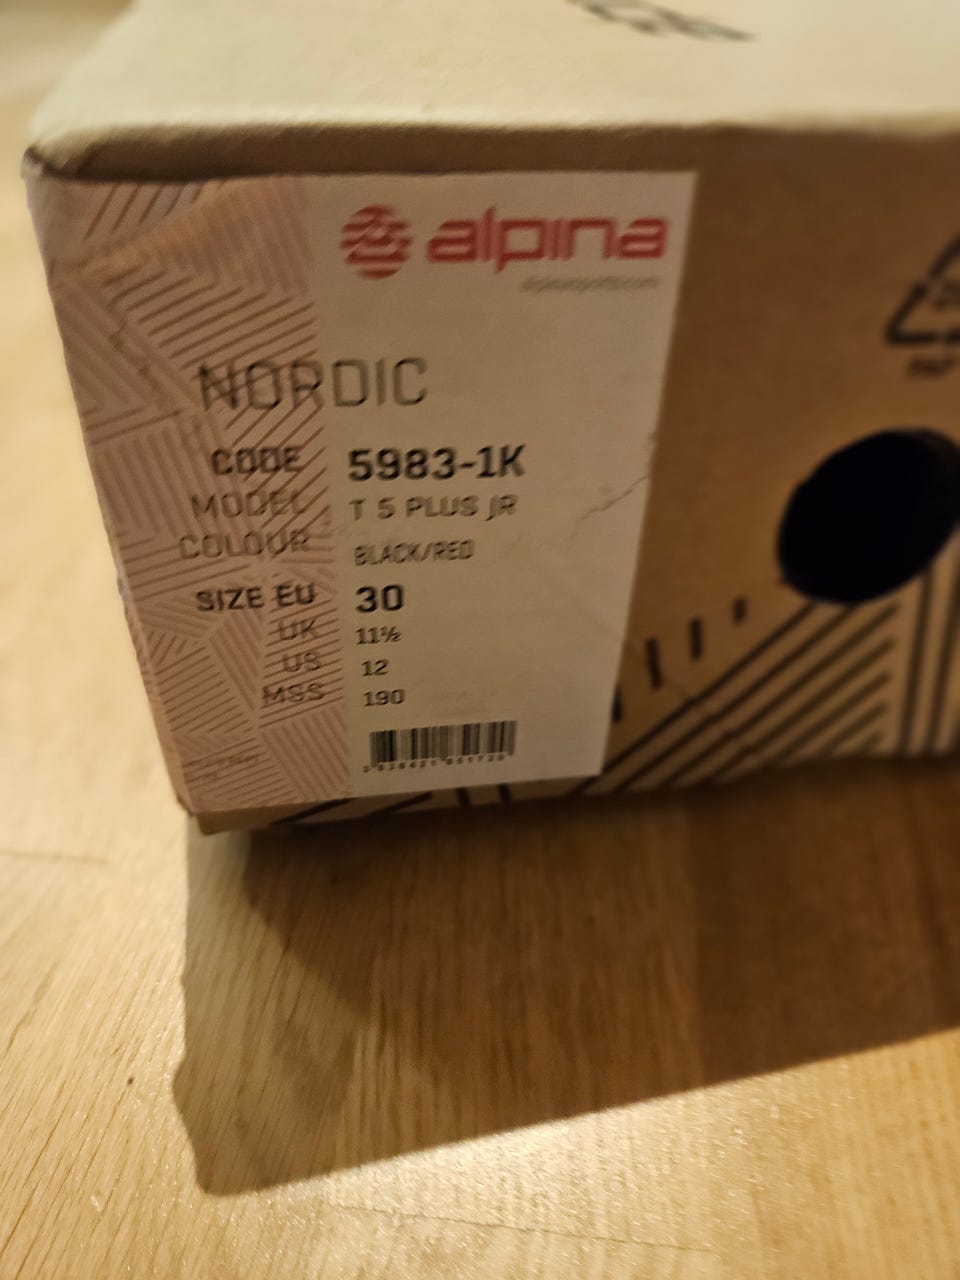 alpina
NORDIC
CODE 5983-1K
MODEL T 5 PLUS JR
COLOUR BLACK/RED
SIZE EU 30
UK 11½
US 12
MSS 190